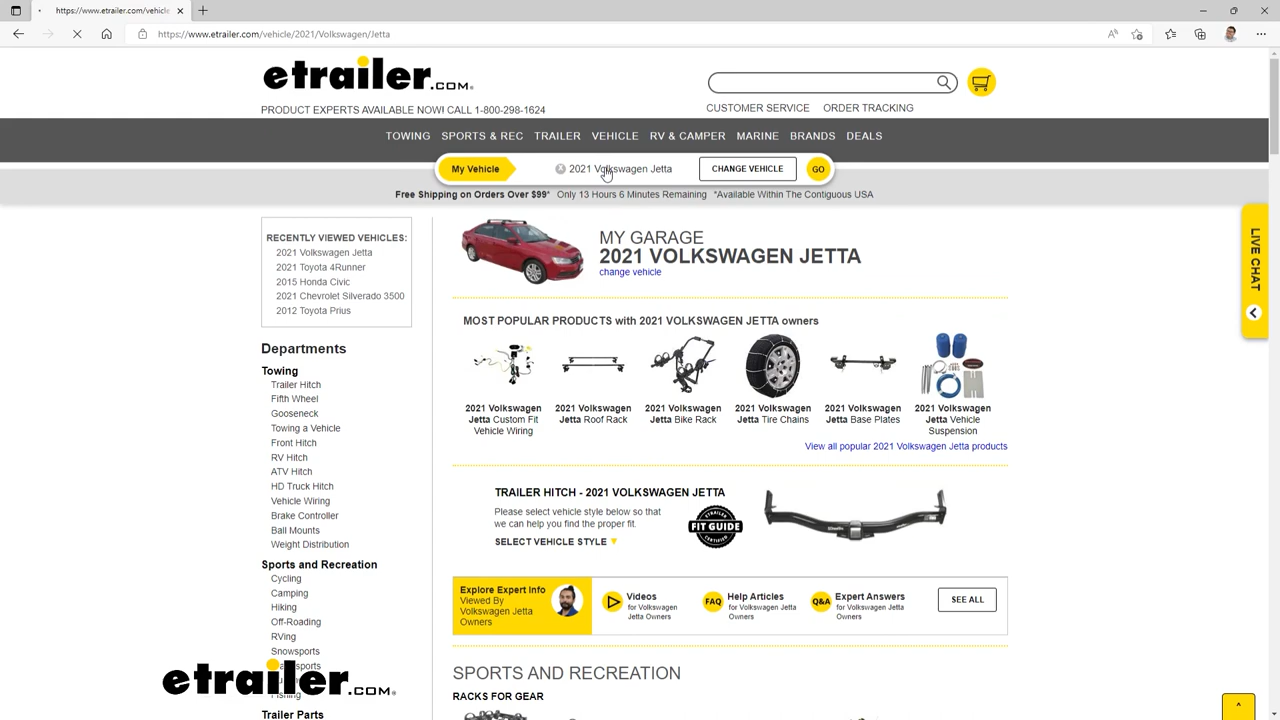 https://www.etrailer.com/vehicle
https://www.etrailer.com/vehicle/2021/Volkswagen/Jetta
etrailer.com
PRODUCT EXPERTS AVAILABLE NOW! CALL 1-800-298-1624
CUSTOMER SERVICE ORDER TRACKING
TOWING SPORTS & REC TRAILER VEHICLE RV & CAMPER MARINE BRANDS DEALS
My Vehicle 2021 Volkswagen Jetta CHANGE VEHICLE GO
Free Shipping on Orders Over $99* Only 13 Hours 6 Minutes Remaining *Available Within The Contiguous USA
LIVE CHAT
RECENTLY VIEWED VEHICLES:
2021 Volkswagen Jetta
2021 Toyota 4Runner
2015 Honda Civic
2021 Chevrolet Silverado 3500
2012 Toyota Prius
Departments
Towing
Trailer Hitch
Fifth Wheel
Gooseneck
Towing a Vehicle
Front Hitch
RV Hitch
ATV Hitch
HD Truck Hitch
Vehicle Wiring
Brake Controller
Ball Mounts
Weight Distribution
Sports and Recreation
Cycling
Camping
Hiking
Off-Roading
RVing
Snowsports
Fishing
Trailer Parts
MY GARAGE
2021 VOLKSWAGEN JETTA
change vehicle
MOST POPULAR PRODUCTS with 2021 VOLKSWAGEN JETTA owners
2021 Volkswagen
Jetta Custom Fit
Vehicle Wiring
2021 Volkswagen
Jetta Roof Rack
2021 Volkswagen
Jetta Bike Rack
2021 Volkswagen
Jetta Tire Chains
2021 Volkswagen
Jetta Base Plates
2021 Volkswagen
Jetta Vehicle
Suspension
View all popular 2021 Volkswagen Jetta products
TRAILER HITCH - 2021 VOLKSWAGEN JETTA
Please select vehicle style below so that
we can help you find the proper fit.
SELECT VEHICLE STYLE
ETRAILER
FIT GUIDE
CERTIFIED
Explore Expert Info
Viewed By
Volkswagen Jetta
Owners
Videos
for Volkswagen
Jetta Owners
FAQ
Help Articles
for Volkswagen Jetta
Owners
Q&A
Expert Answers
for Volkswagen Jetta
Owners
SEE ALL
SPORTS AND RECREATION
RACKS FOR GEAR
etrailer.com